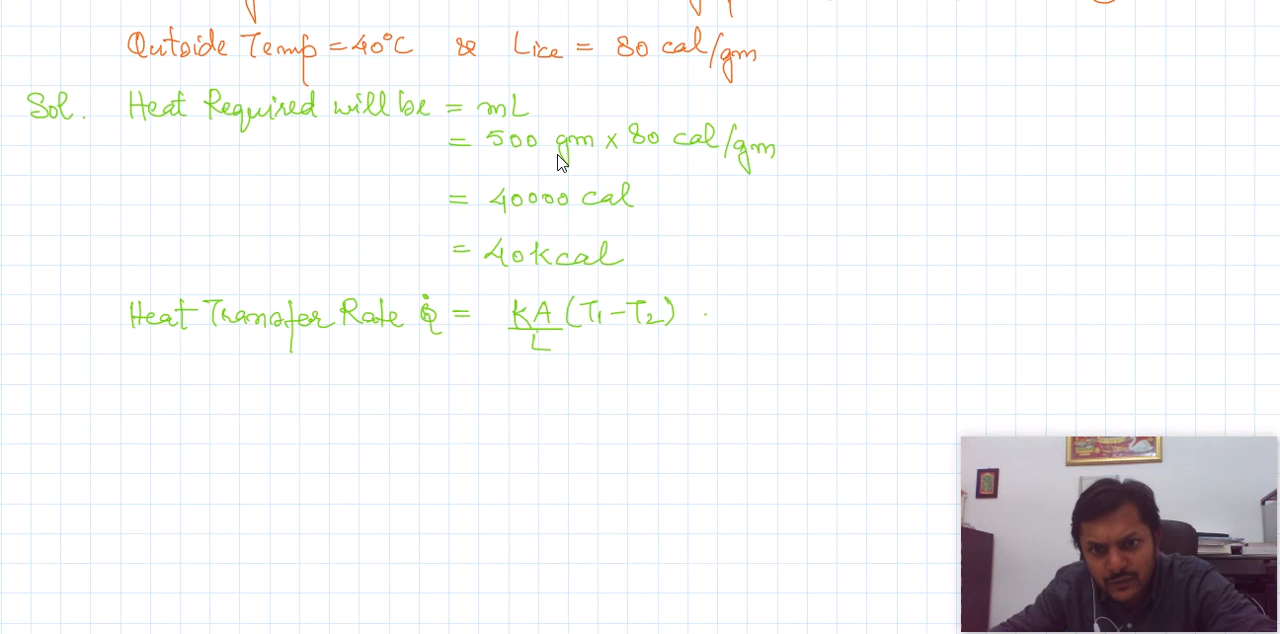 Outside Temp = 40°C & Lice = 80 cal/gm
Sol. Heat Required will be = mL
= 500 gm x 80 cal/gm
= 40000 cal
= 40 Kcal
Heat Transfer Rate Q̇ = KA/L (T1 - T2)